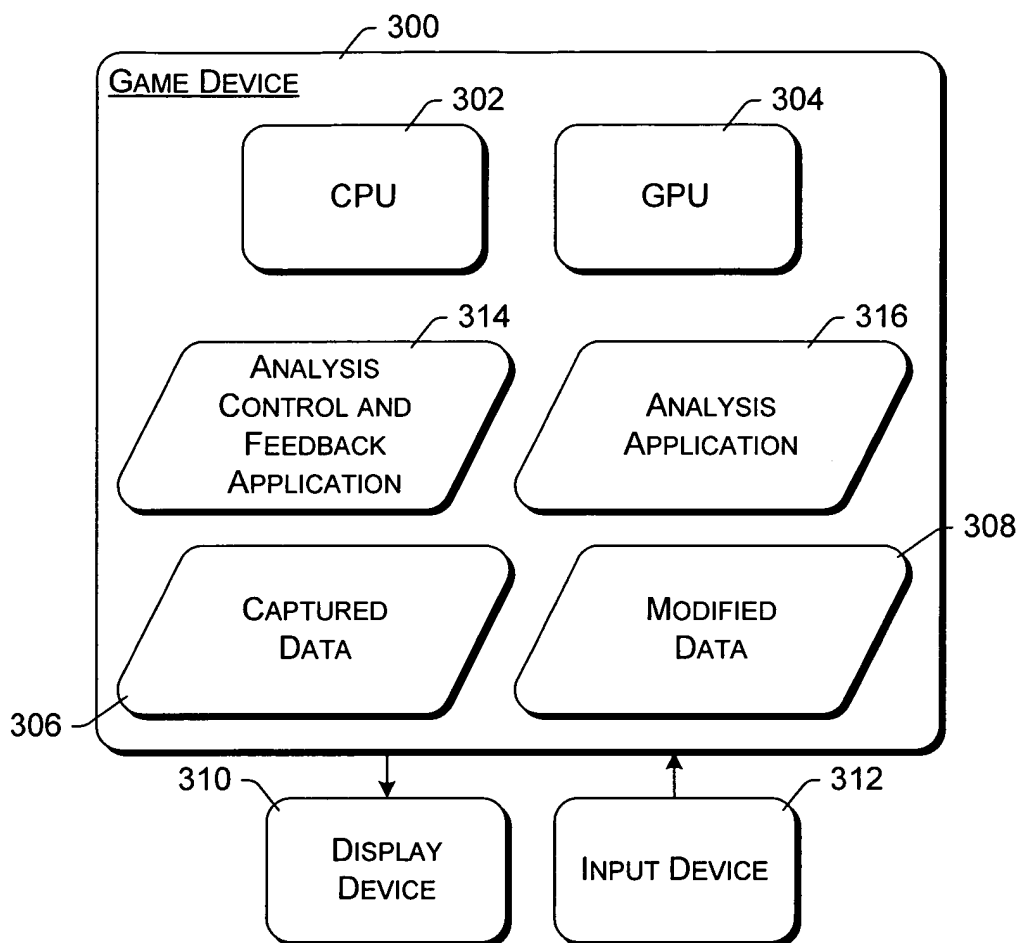 300
GAME DEVICE
302
304
CPU
GPU
314
316
ANALYSIS
CONTROL AND
FEEDBACK
APPLICATION
ANALYSIS
APPLICATION
308
CAPTURED
DATA
MODIFIED
DATA
306
310
312
DISPLAY
DEVICE
INPUT DEVICE